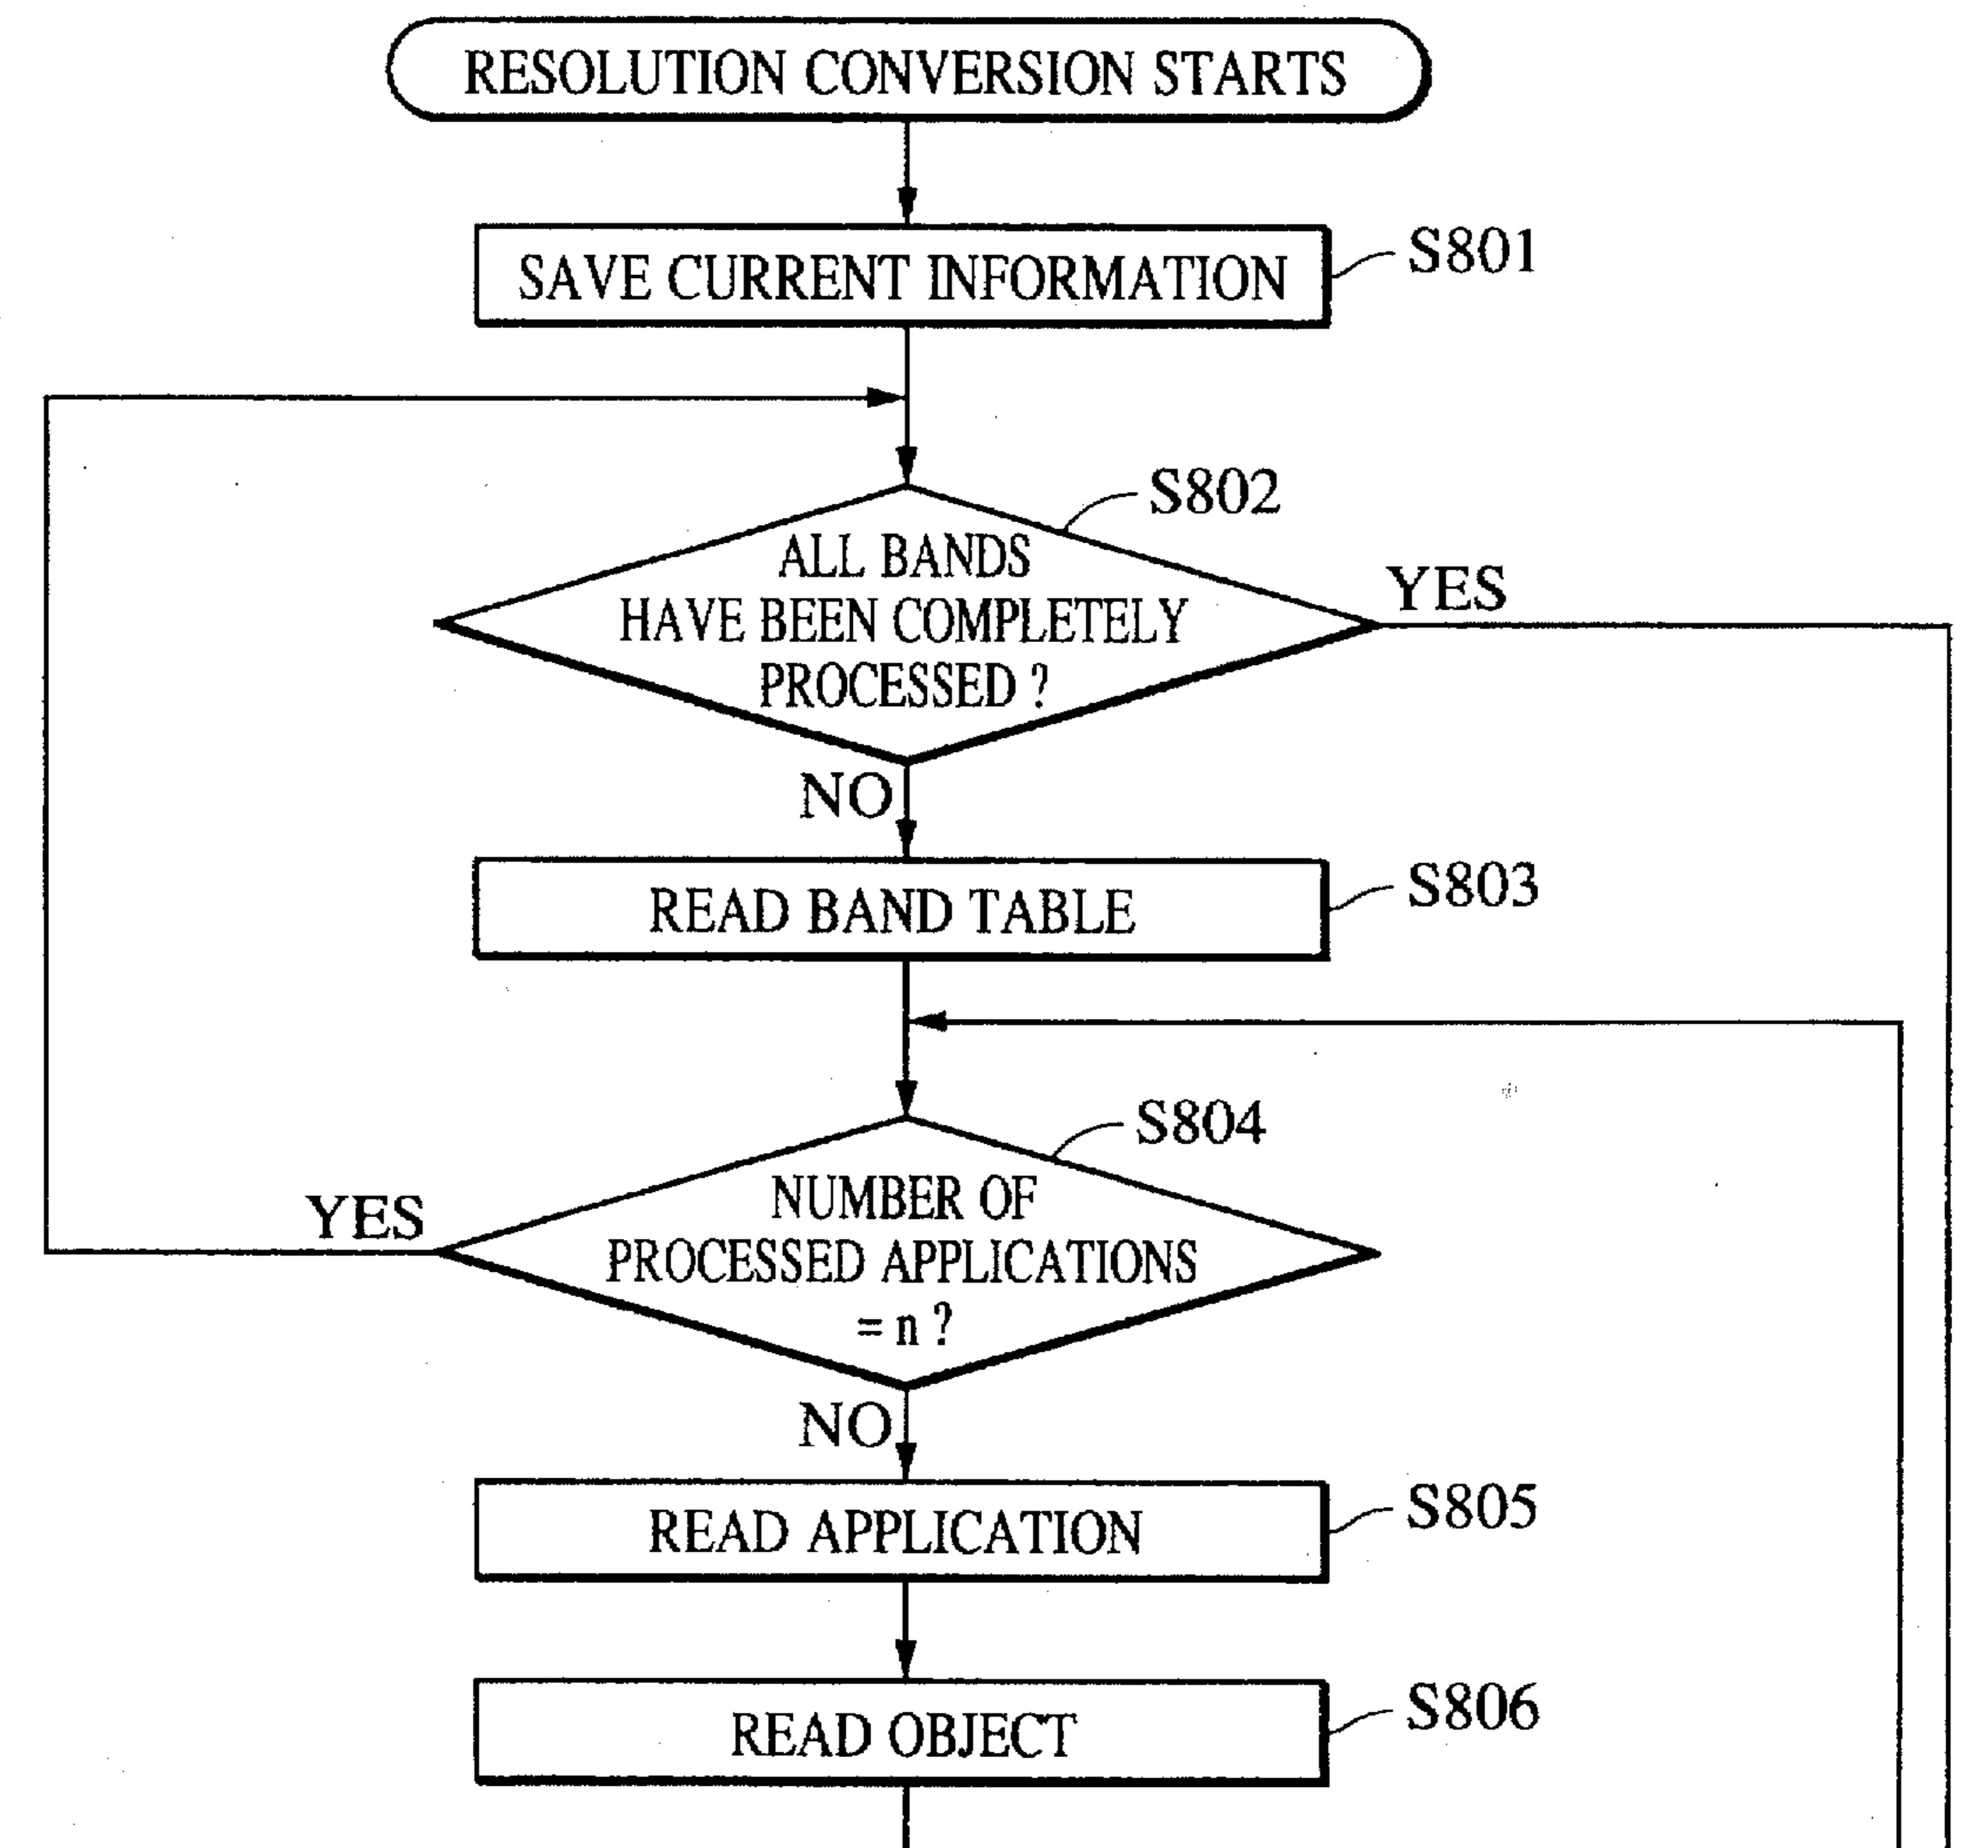 RESOLUTION CONVERSION STARTS
SAVE CURRENT INFORMATION
S801
S802
ALL BANDS
HAVE BEEN COMPLETELY
PROCESSED ?
YES
NO
READ BAND TABLE
S803
S804
NUMBER OF
PROCESSED APPLICATIONS
= n ?
YES
NO
READ APPLICATION
S805
READ OBJECT
S806